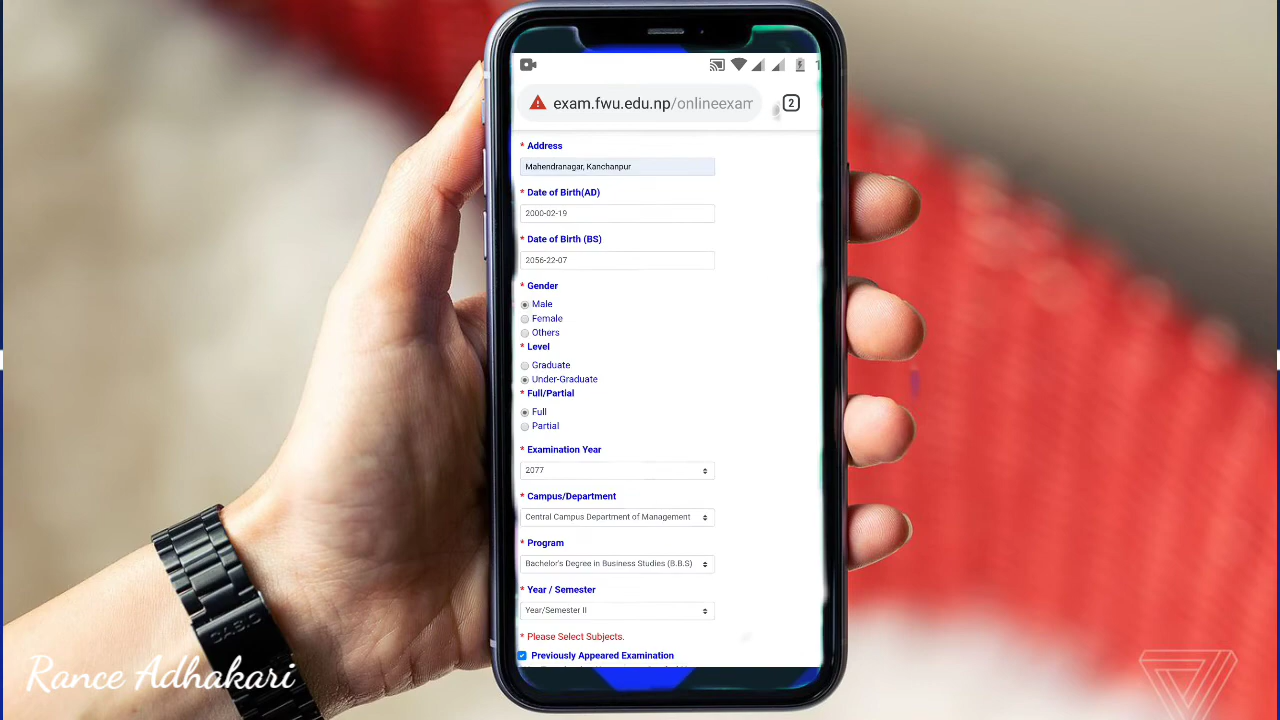 exam.fwu.edu.np/onlineexam
2
* Address
Mahendranagar, Kanchanpur
* Date of Birth(AD)
2000-02-19
* Date of Birth (BS)
2056-22-07
* Gender
Male
Female
Others
* Level
Graduate
Under-Graduate
* Full/Partial
Full
Partial
* Examination Year
2077
* Campus/Department
Central Campus Department of Management
* Program
Bachelor's Degree in Business Studies (B.B.S)
* Year / Semester
Year/Semester II
* Please Select Subjects.
Previously Appeared Examination
CASIO
Rance Adhakari